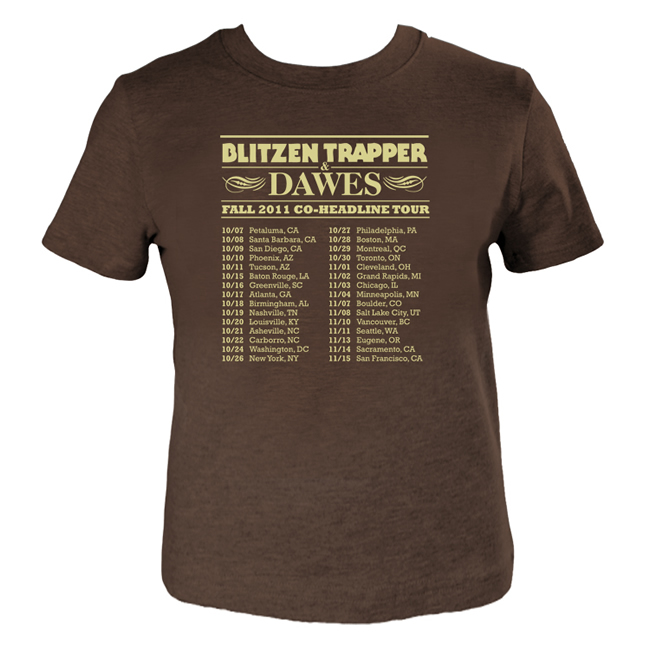 BLITZEN TRAPPER
&
DAWES
FALL 2011 CO-HEADLINE TOUR
10/07 Petaluma, CA
10/08 Santa Barbara, CA
10/09 San Diego, CA
10/10 Phoenix, AZ
10/11 Tucson, AZ
10/15 Baton Rouge, LA
10/16 Greenville, SC
10/17 Atlanta, GA
10/18 Birmingham, AL
10/19 Nashville, TN
10/20 Louisville, KY
10/21 Asheville, NC
10/22 Carborro, NC
10/24 Washington, DC
10/26 New York, NY
10/27 Philadelphia, PA
10/28 Boston, MA
10/29 Montreal, QC
10/30 Toronto, ON
11/01 Cleveland, OH
11/02 Grand Rapids, MI
11/03 Chicago, IL
11/04 Minneapolis, MN
11/07 Boulder, CO
11/08 Salt Lake City, UT
11/10 Vancouver, BC
11/11 Seattle, WA
11/13 Eugene, OR
11/14 Sacramento, CA
11/15 San Francisco, CA